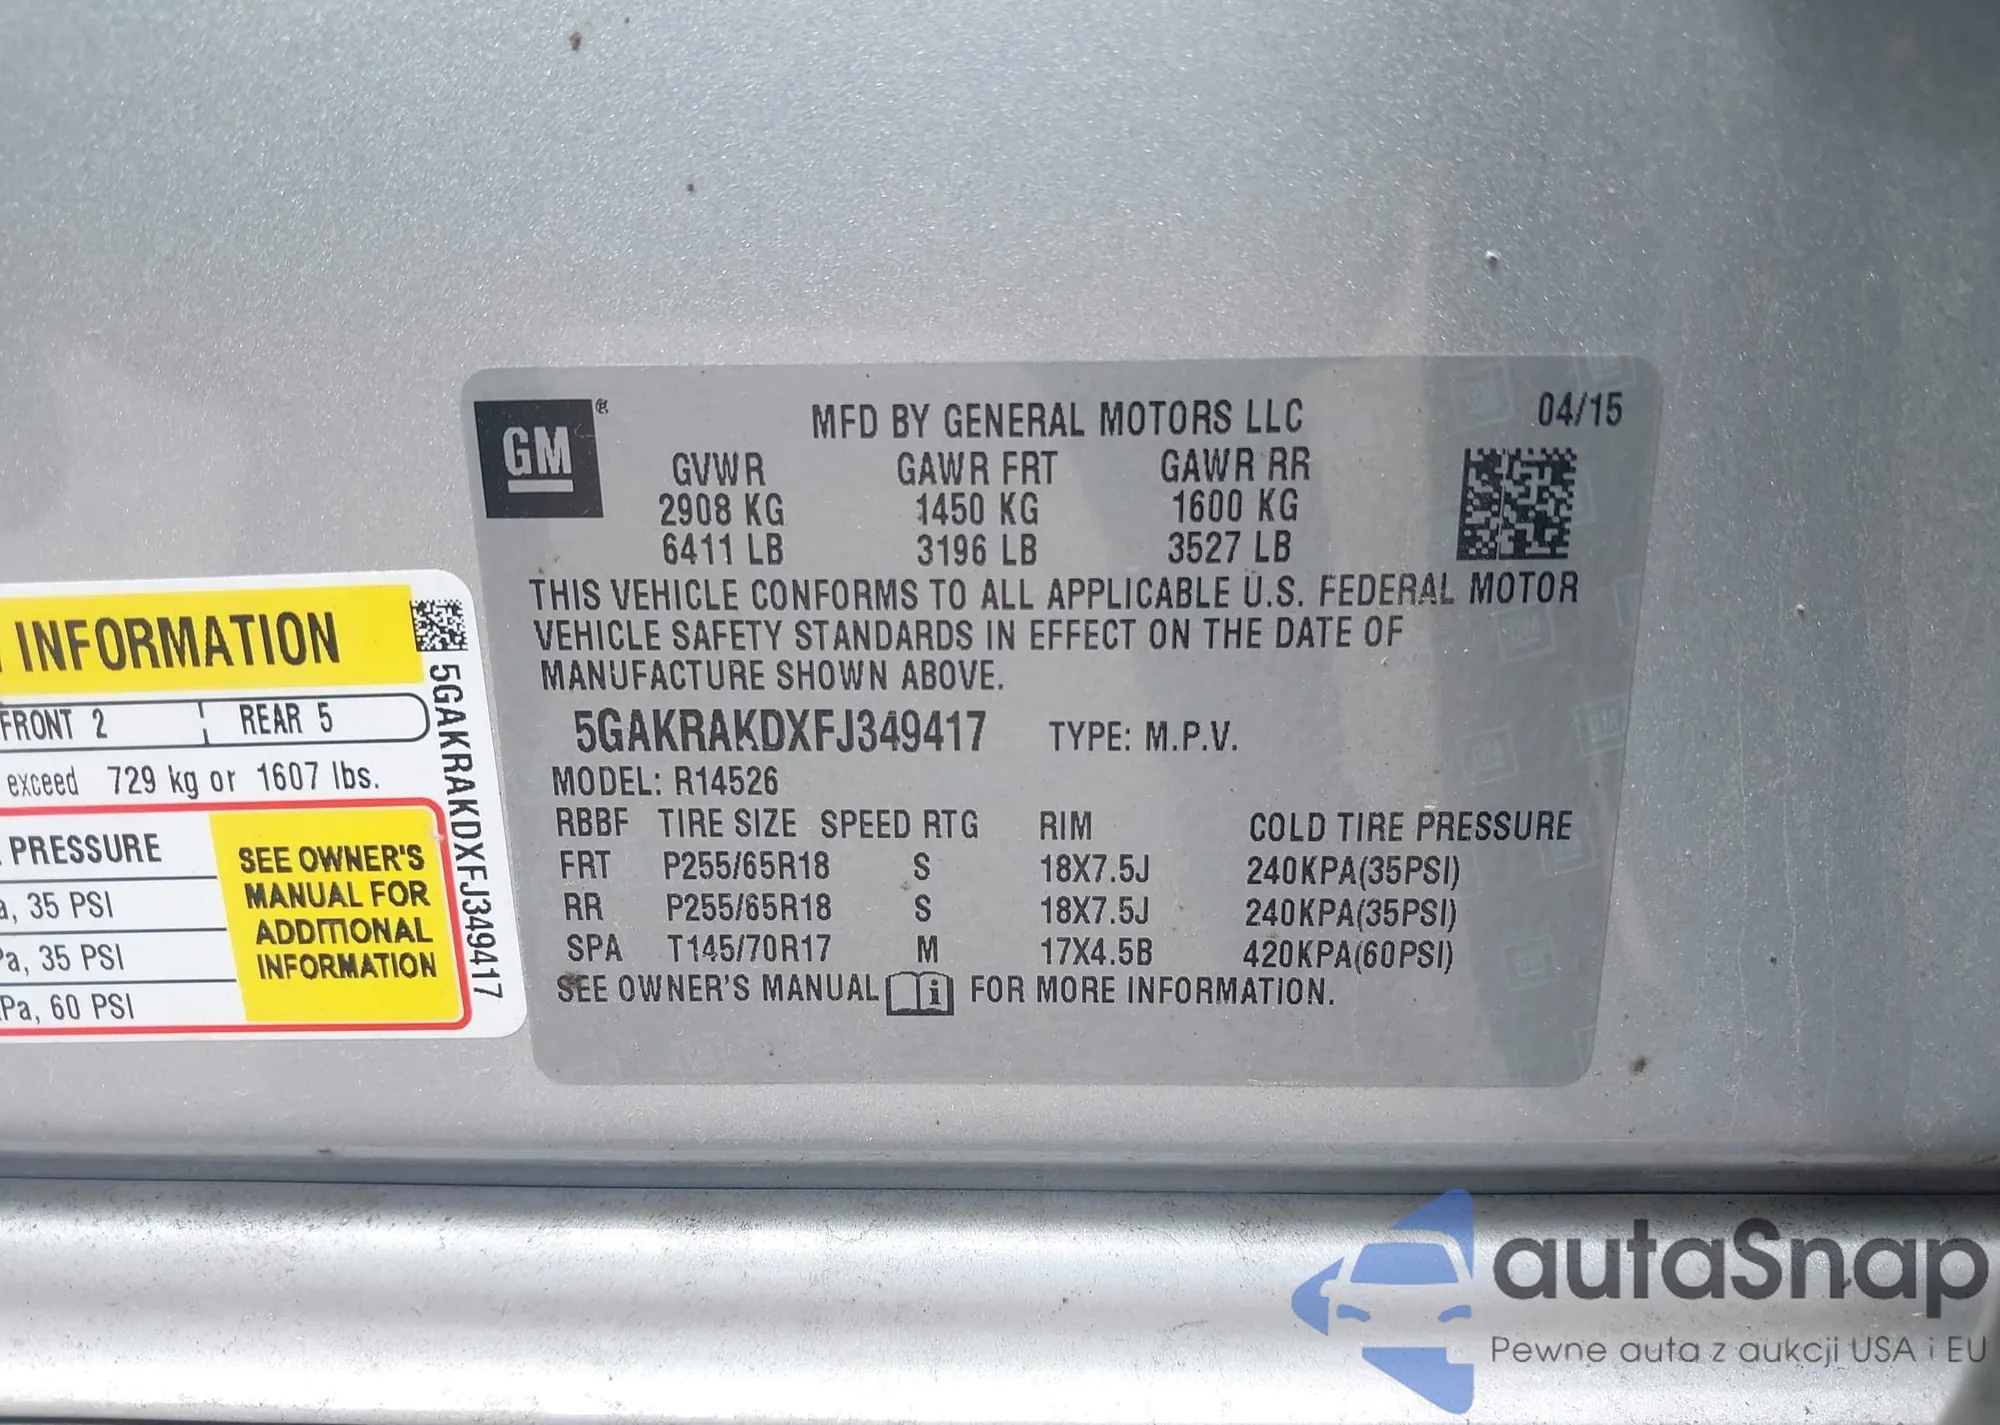 GM ®
MFD BY GENERAL MOTORS LLC 04/15
GVWR GAWR FRT GAWR RR
2908 KG 1450 KG 1600 KG
6411 LB 3196 LB 3527 LB
THIS VEHICLE CONFORMS TO ALL APPLICABLE U.S. FEDERAL MOTOR
VEHICLE SAFETY STANDARDS IN EFFECT ON THE DATE OF
MANUFACTURE SHOWN ABOVE.
5GAKRAKDXFJ349417 TYPE: M.P.V.
MODEL: R14526
RBBF TIRE SIZE SPEED RTG RIM COLD TIRE PRESSURE
FRT P255/65R18 S 18X7.5J 240KPA(35PSI)
RR P255/65R18 S 18X7.5J 240KPA(35PSI)
SPA T145/70R17 M 17X4.5B 420KPA(60PSI)
SEE OWNER'S MANUAL i FOR MORE INFORMATION.
INFORMATION
FRONT 2 REAR 5
exceed 729 kg or 1607 lbs.
PRESSURE
a, 35 PSI
Pa, 35 PSI
Pa, 60 PSI
SEE OWNER'S
MANUAL FOR
ADDITIONAL
INFORMATION
5GAKRAKDXFJ349417
autaSnap
Pewne auta z aukcji USA i EU